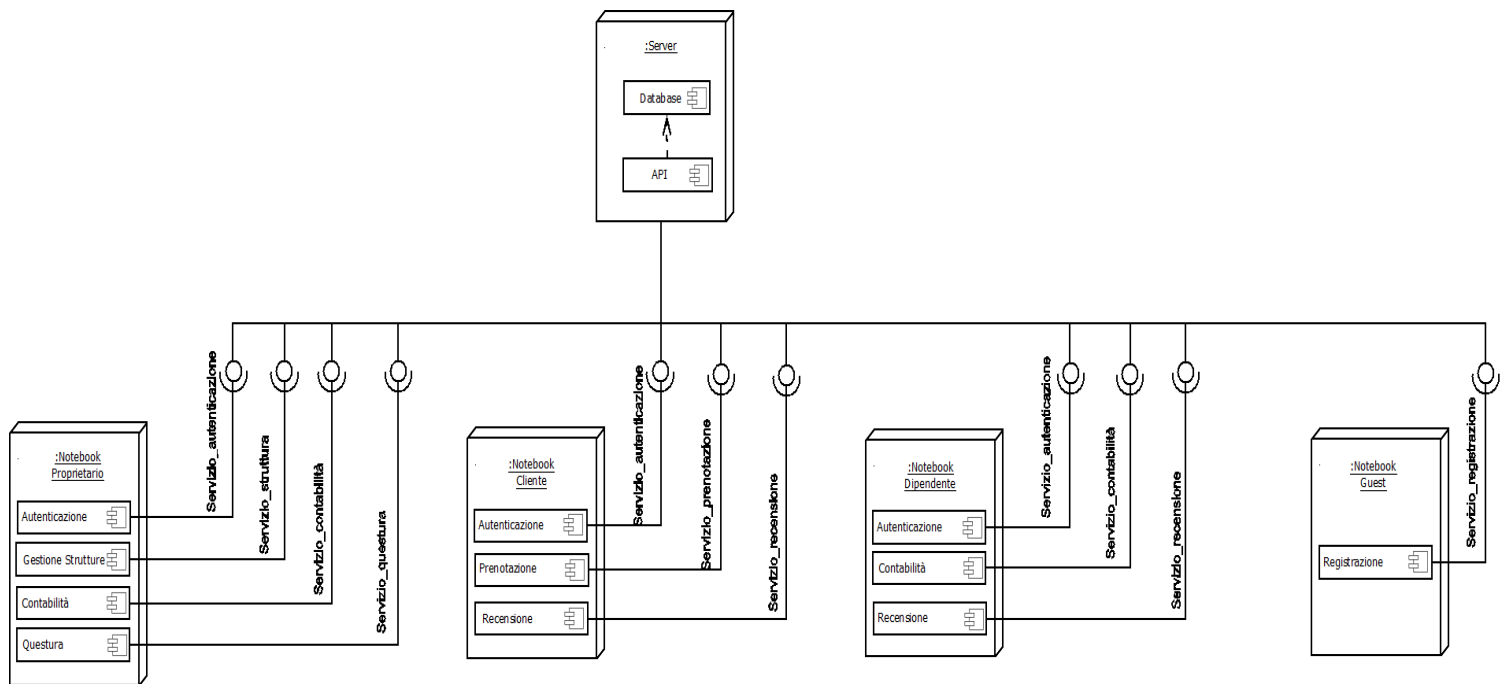 :Server
Database
API
Servizio_autenticazione
Servizio_struttura
Servizio_contabilità
Servizio_questura
Servizio_autenticazione
Servizio_prenotazione
Servizio_recensione
Servizio_autenticazione
Servizio_contabilità
Servizio_recensione
Servizio_registrazione
:Notebook
Proprietario
Autenticazione
Gestione Strutture
Contabilità
Questura
:Notebook
Cliente
Autenticazione
Prenotazione
Recensione
:Notebook
Dipendente
Autenticazione
Contabilità
Recensione
:Notebook
Guest
Registrazione